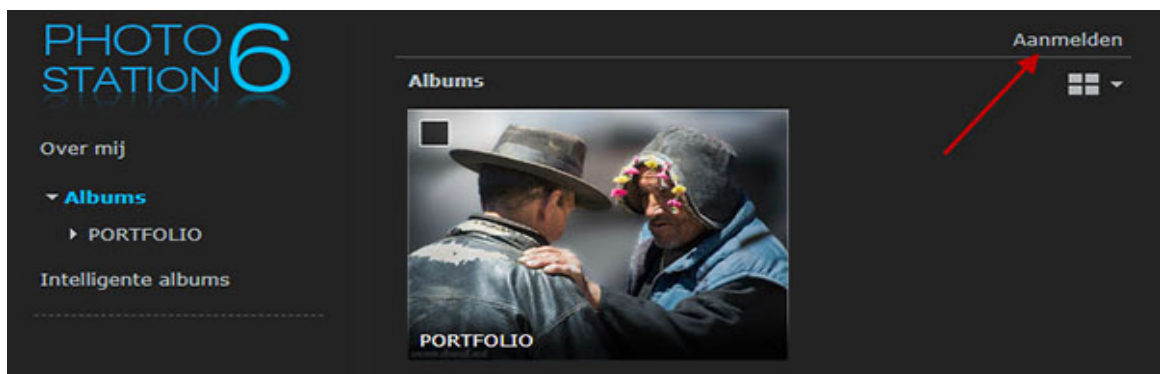 PHOTO
STATION 6
Over mij
Albums
PORTFOLIO
Intelligente albums
Aanmelden
Albums
PORTFOLIO